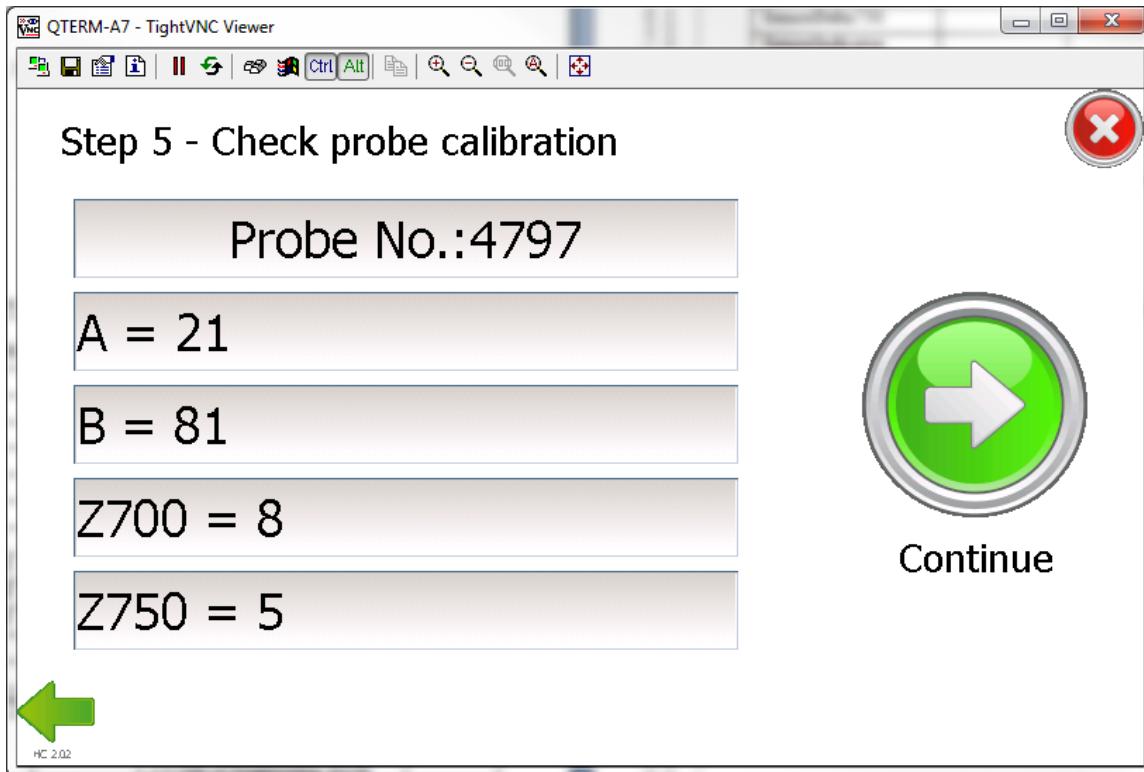 QTERM-A7 - TightVNC Viewer
Ctrl Alt
Step 5 - Check probe calibration
Probe No.:4797
A = 21
B = 81
Z700 = 8
Z750 = 5
Continue
HC 2.02